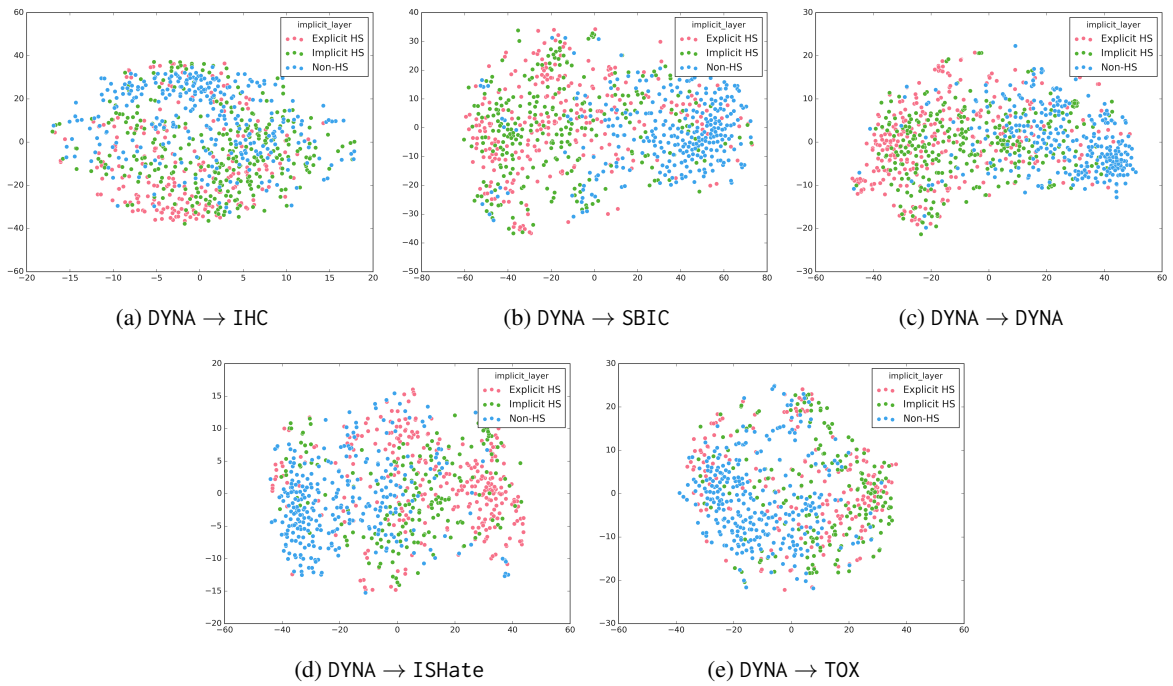 implicit_layer
Explicit HS
Implicit HS
Non-HS
60
40
20
0
−20
−40
−60
−20 −15 −10 −5 0 5 10 15 20
(a) DYNA → IHC
implicit_layer
Explicit HS
Implicit HS
Non-HS
40
30
20
10
0
−10
−20
−30
−40
−50
−80 −60 −40 −20 0 20 40 60 80
(b) DYNA → SBIC
implicit_layer
Explicit HS
Implicit HS
Non-HS
30
20
10
0
−10
−20
−30
−60 −40 −20 0 20 40 60
(c) DYNA → DYNA
implicit_layer
Explicit HS
Implicit HS
Non-HS
20
15
10
5
0
−5
−10
−15
−20
−60 −40 −20 0 20 40 60
(d) DYNA → ISHate
implicit_layer
Explicit HS
Implicit HS
Non-HS
30
20
10
0
−10
−20
−30
−60 −40 −20 0 20 40 60
(e) DYNA → TOX